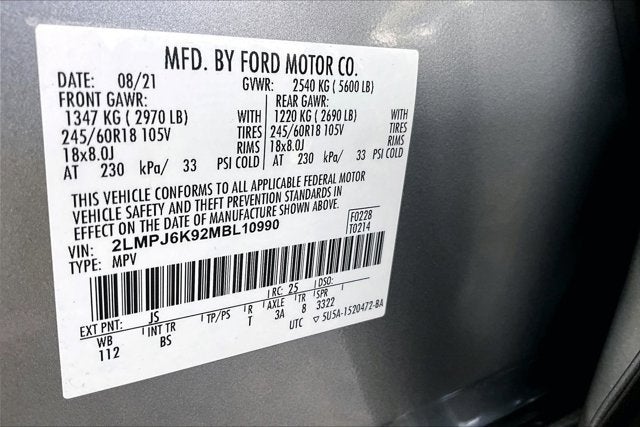 MFD. BY FORD MOTOR CO.
DATE: 08/21 GVWR: 2540 KG ( 5600 LB)
FRONT GAWR: REAR GAWR:
1347 KG ( 2970 LB) WITH 1220 KG ( 2690 LB) WITH
245/60R18 105V TIRES 245/60R18 105V TIRES
18x8.0J RIMS 18x8.0J RIMS
AT 230 kPa/ 33 PSI COLD AT 230 kPa/ 33 PSI COLD
THIS VEHICLE CONFORMS TO ALL APPLICABLE FEDERAL MOTOR
VEHICLE SAFETY AND THEFT PREVENTION STANDARDS IN
EFFECT ON THE DATE OF MANUFACTURE SHOWN ABOVE.
F0228
T0214
VIN: 2LMPJ6K92MBL10990
TYPE: MPV
RC: 25 DSO:
EXT PNT: JS
WB INT TR TP/PS R AXLE TR SPR
112 BS T 3A 8 3322
UTC ▽ 5U5A-1520472-BA